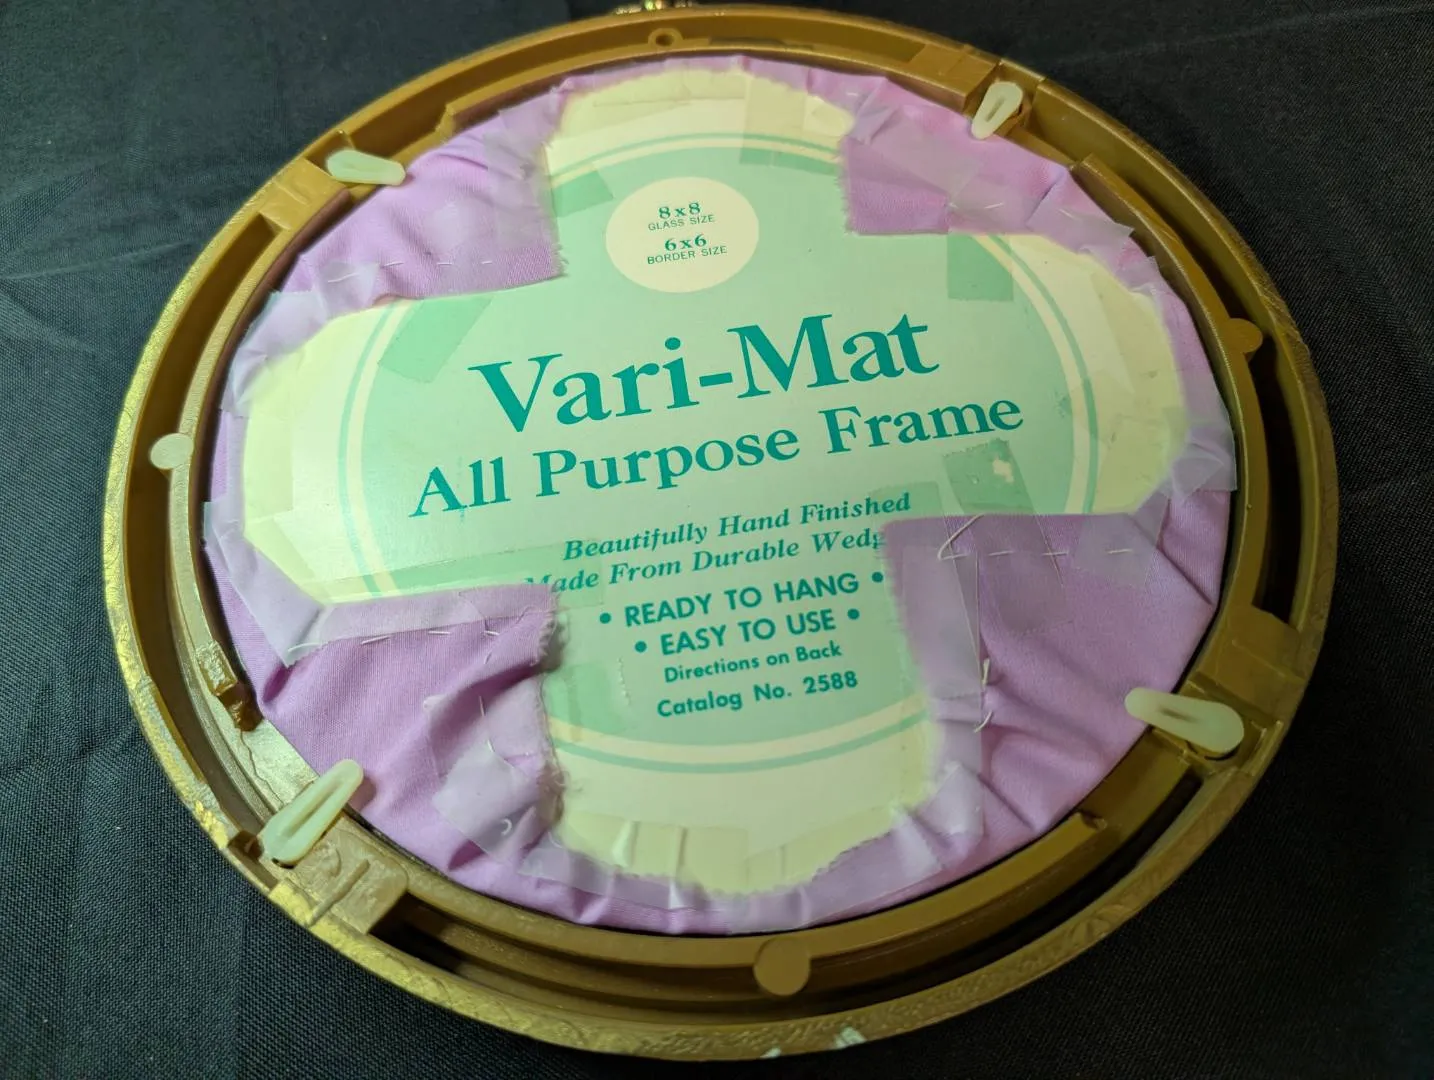 8x8
GLASS SIZE
6x6
BORDER SIZE
Vari-Mat
All Purpose Frame
Beautifully Hand Finished
Made From Durable
• READY TO HANG •
• EASY TO USE •
Directions on Back
Catalog No. 2588